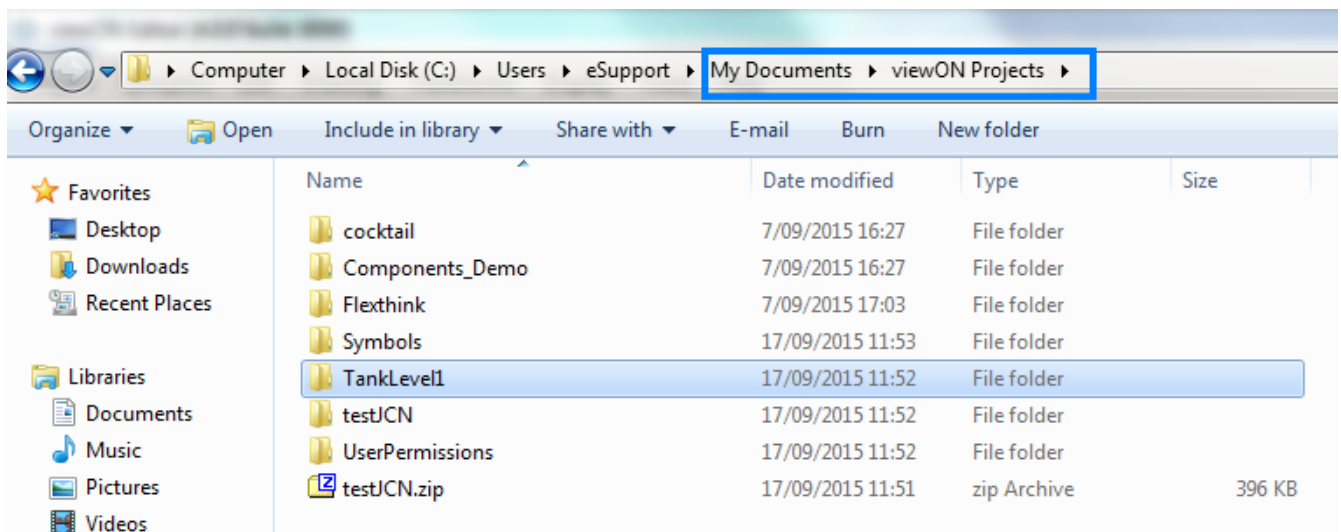 Computer ▸ Local Disk (C:) ▸ Users ▸ eSupport ▸ My Documents ▸ viewON Projects ▸
Organize Open Include in library Share with E-mail Burn New folder
Name Date modified Type Size
Favorites
Desktop
Downloads
Recent Places
Libraries
Documents
Music
Pictures
Videos
cocktail 7/09/2015 16:27 File folder
Components_Demo 7/09/2015 16:27 File folder
Flexthink 7/09/2015 17:03 File folder
Symbols 17/09/2015 11:53 File folder
TankLevel1 17/09/2015 11:52 File folder
testJCN 17/09/2015 11:52 File folder
UserPermissions 17/09/2015 11:52 File folder
testJCN.zip 17/09/2015 11:51 zip Archive 396 KB